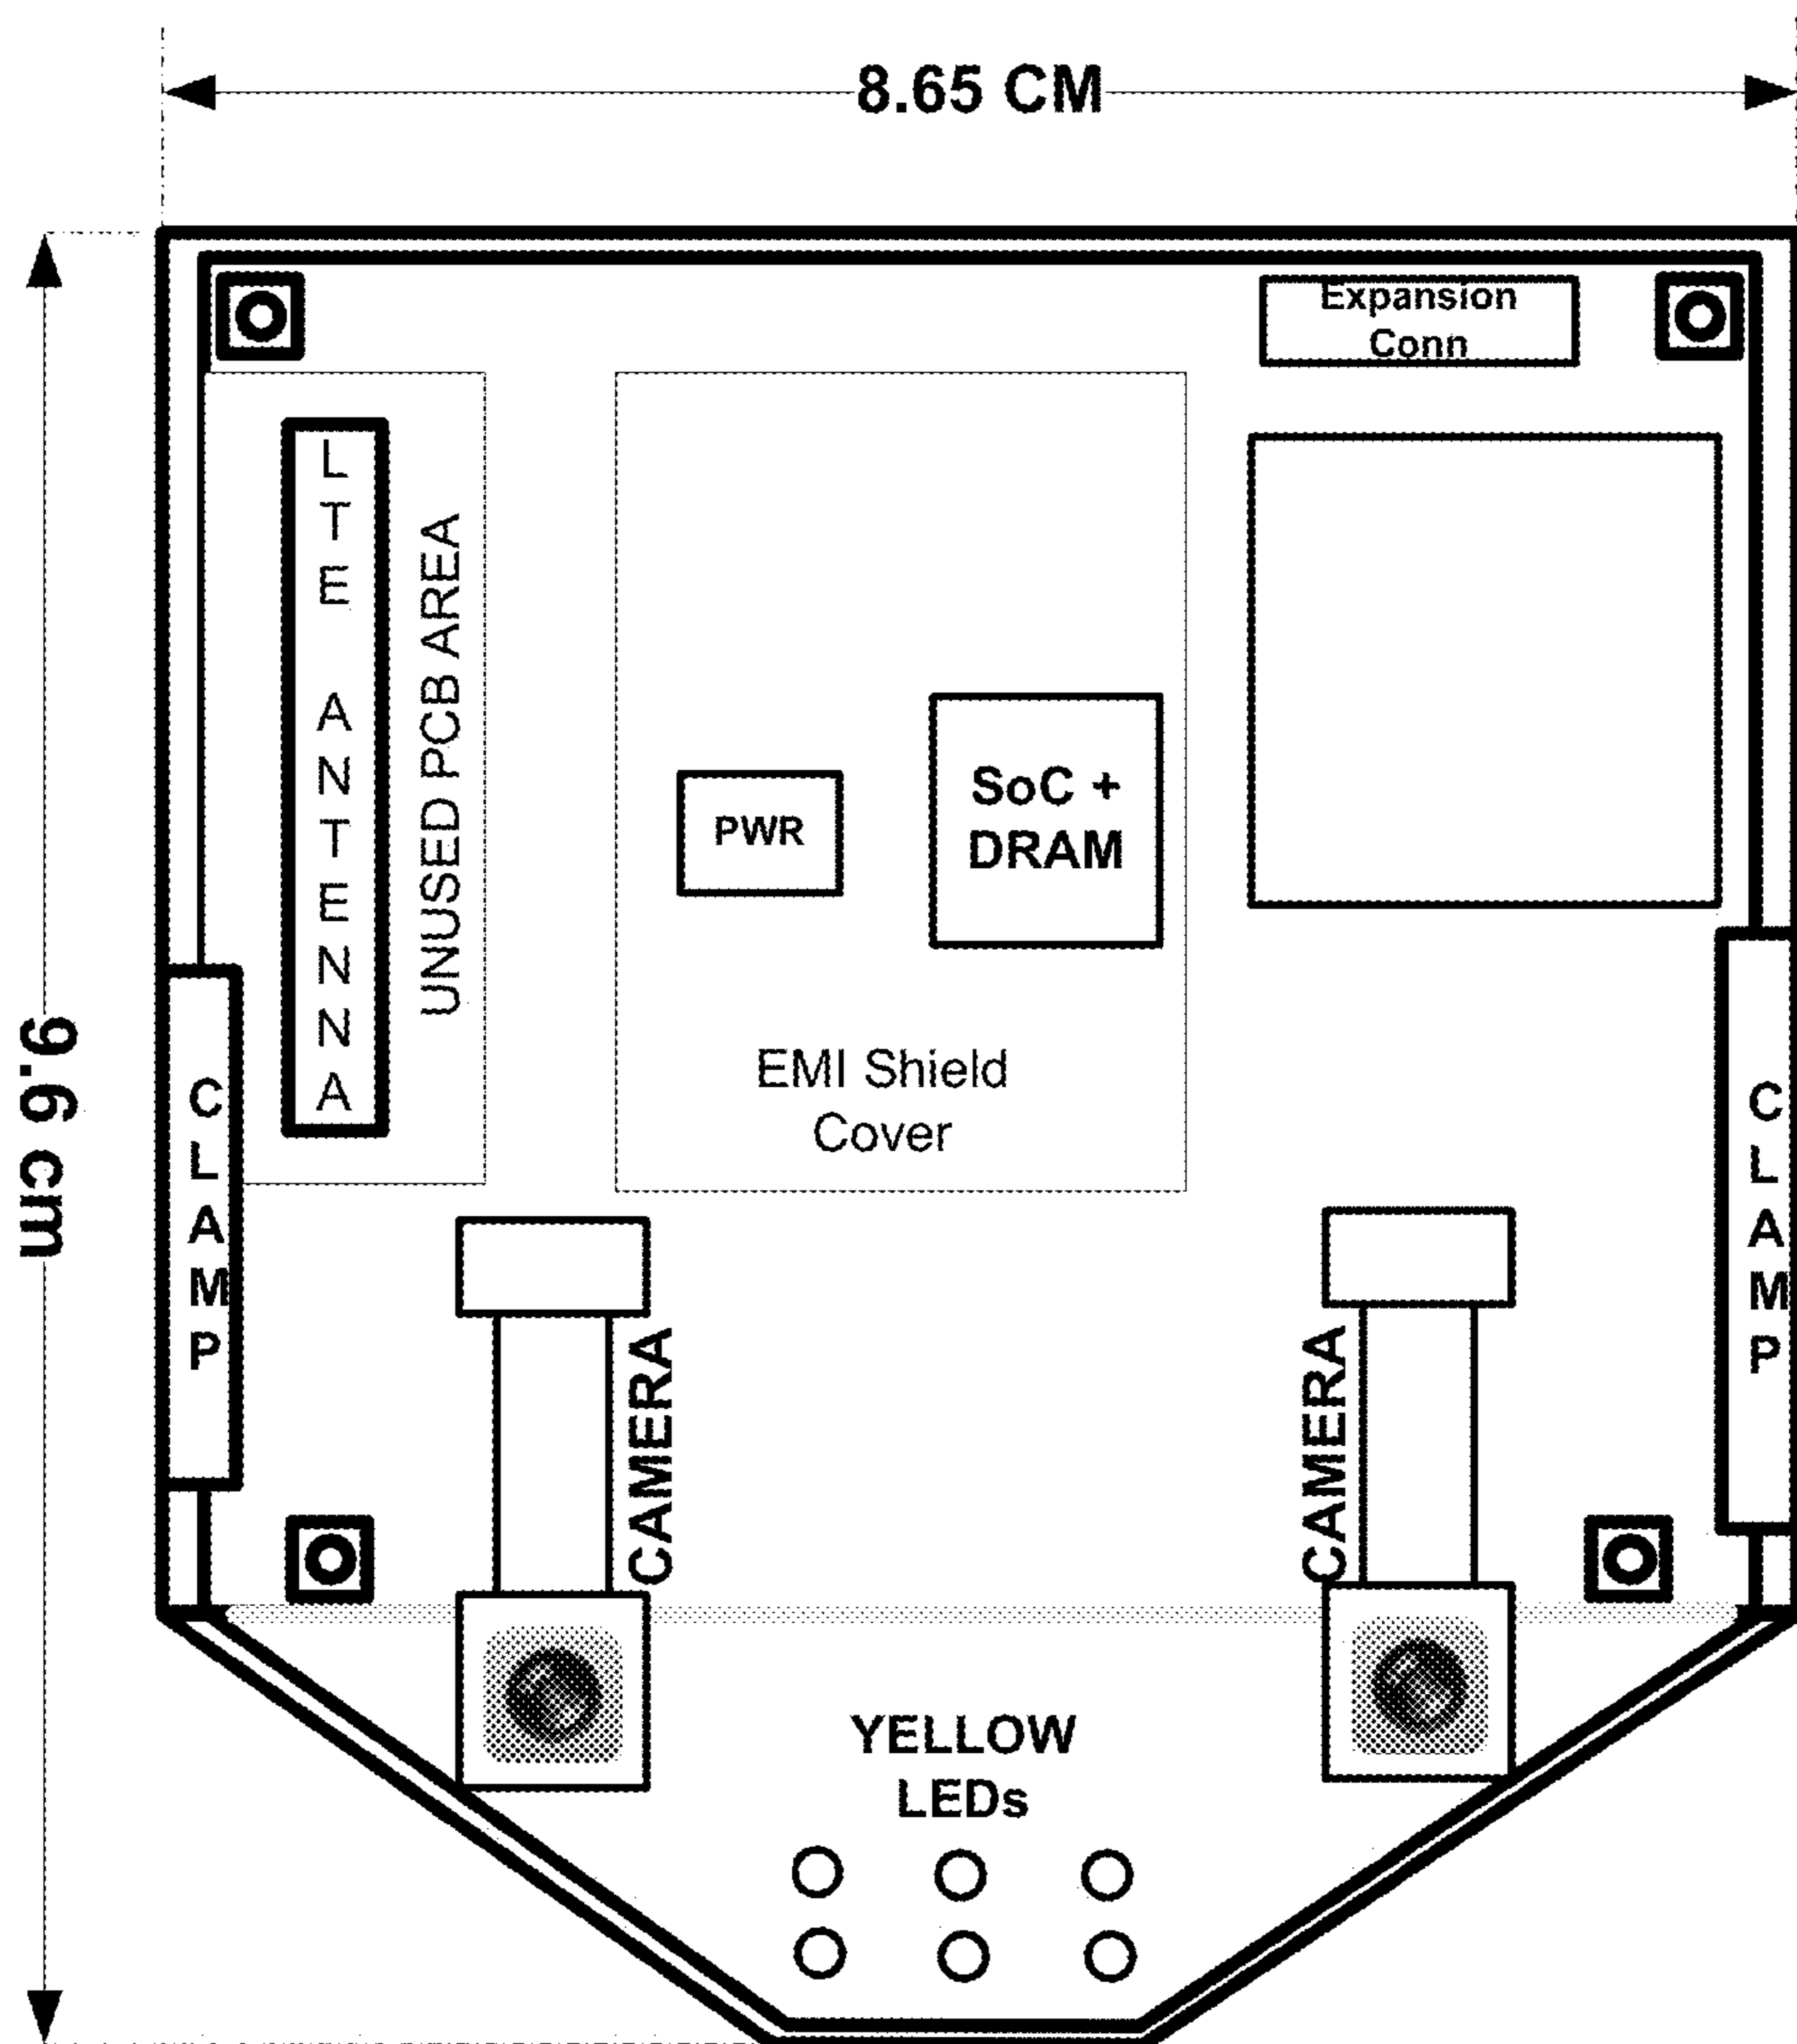 8.65 CM
Expansion
Conn
LTE ANTENNA
UNUSED PCB AREA
PWR
SoC +
DRAM
EMI Shield
Cover
9.6 cm
CLAMP
CLAMP
CAMERA
CAMERA
YELLOW
LEDs